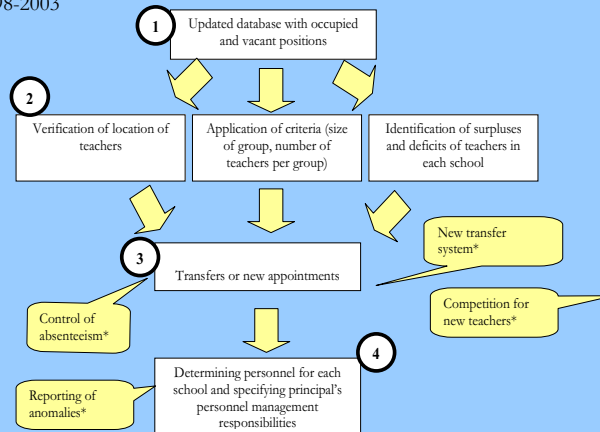 98-2003
1
Updated database with occupied
and vacant positions
2
Verification of location of
teachers
Application of criteria (size
of group, number of
teachers per group)
Identification of surpluses
and deficits of teachers in
each school
New transfer
system*
3
Transfers or new appointments
Control of
absenteeism*
Competition for
new teachers*
4
Determining personnel for each
school and specifying principal's
personnel management
responsibilities
Reporting of
anomalies*